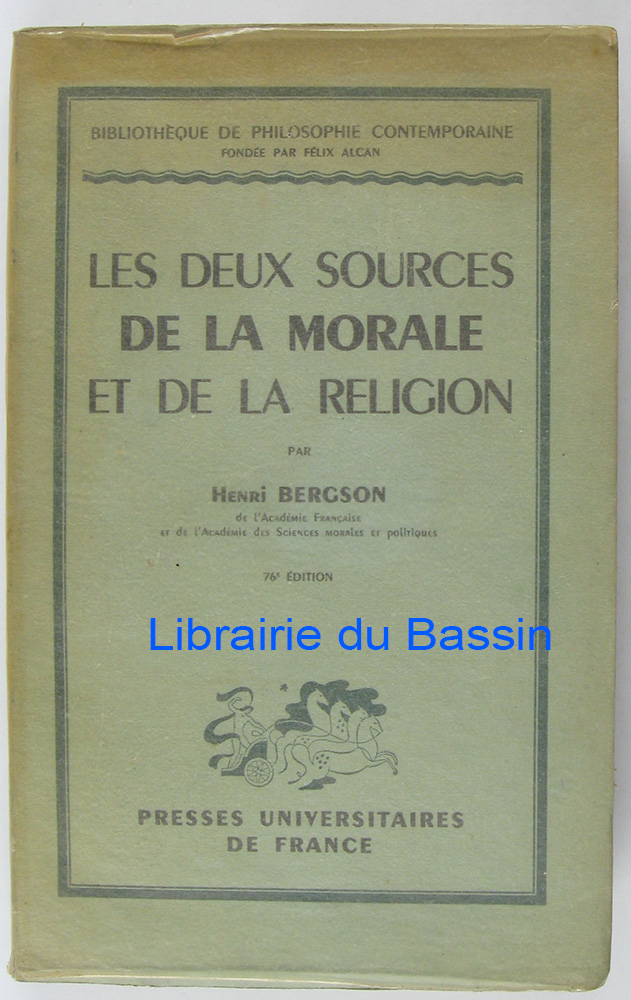 BIBLIOTHÈQUE DE PHILOSOPHIE CONTEMPORAINE
FONDÉE PAR FÉLIX ALCAN
LES DEUX SOURCES
DE LA MORALE
ET DE LA RELIGION
PAR
HENRI BERGSON
de l'Académie Française
et de l'Académie des Sciences morales et politiques
76e ÉDITION
Librairie du Bassin
PRESSES UNIVERSITAIRES
DE FRANCE